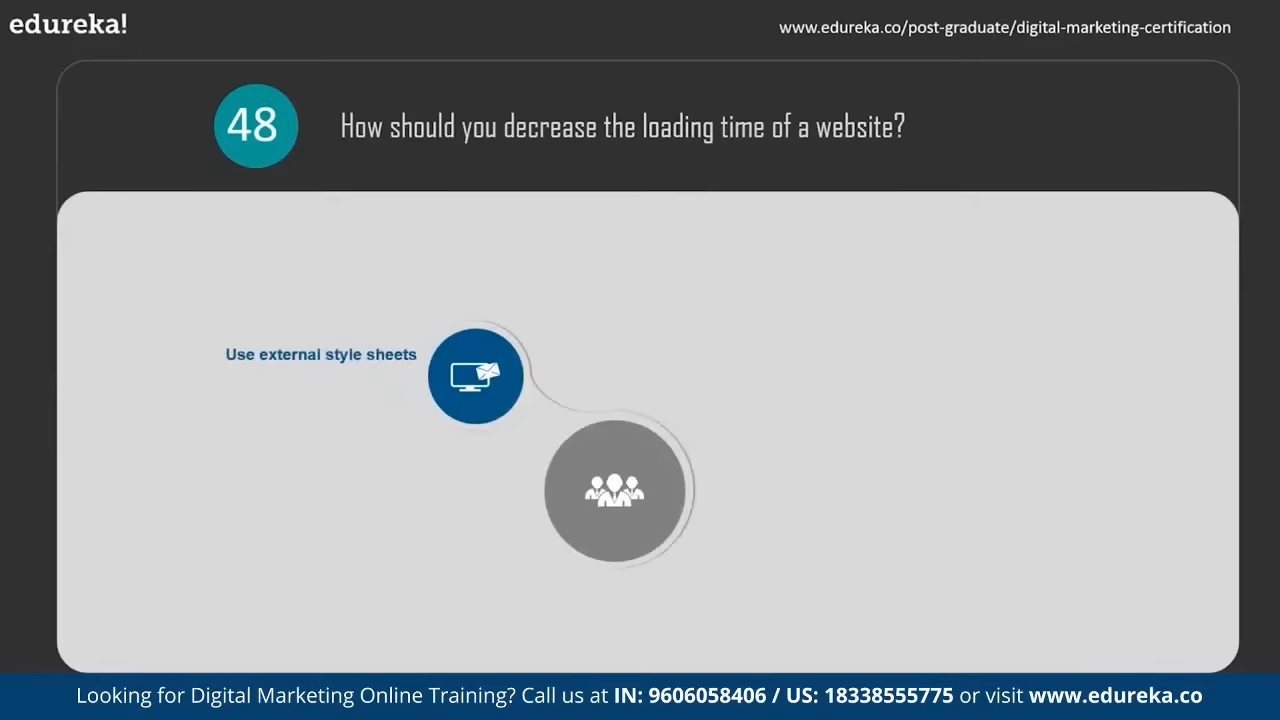 edureka!
www.edureka.co/post-graduate/digital-marketing-certification
48
How should you decrease the loading time of a website?
Use external style sheets
Looking for Digital Marketing Online Training? Call us at IN: 9606058406 / US: 18338555775 or visit www.edureka.co